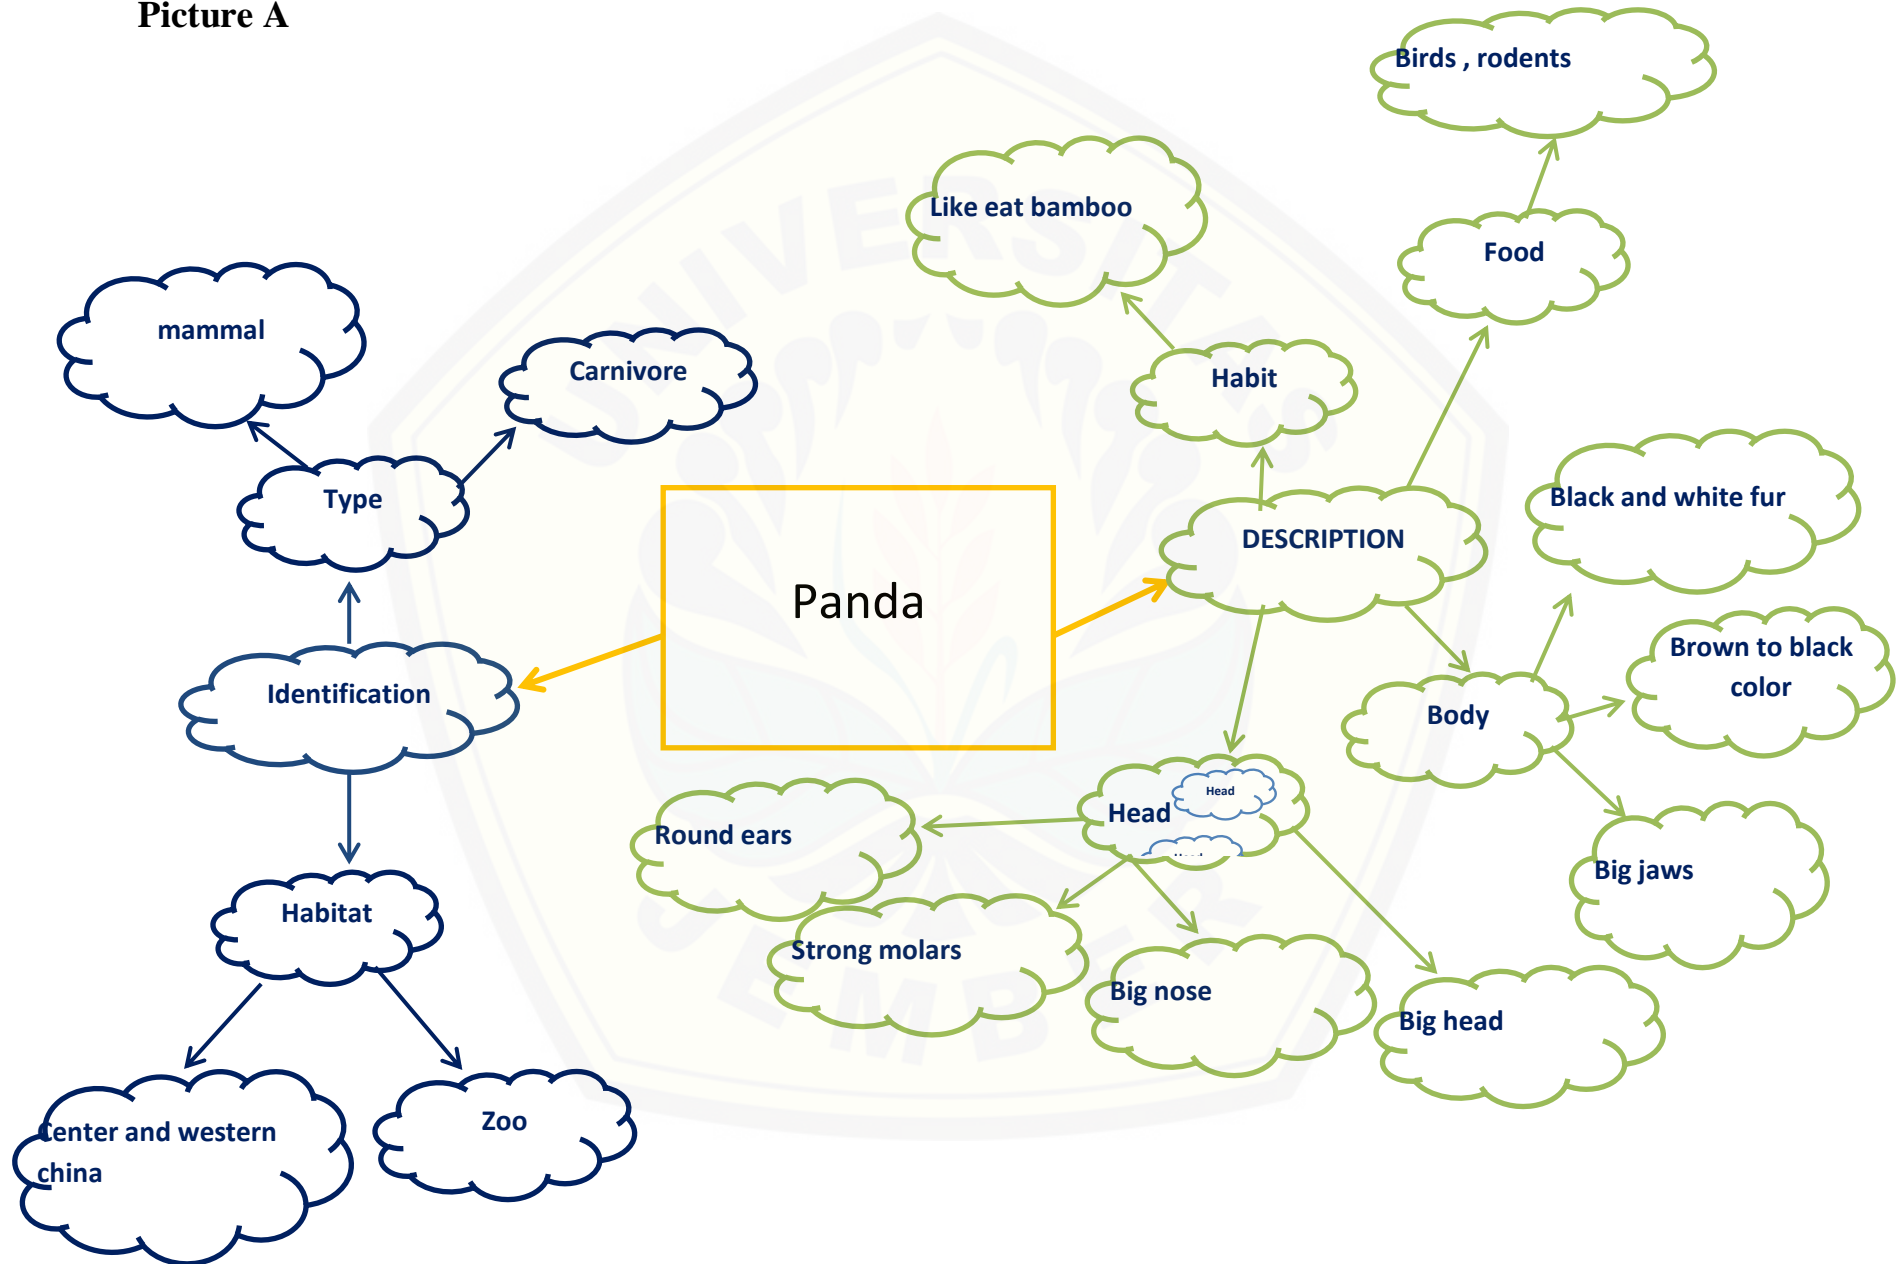 Picture A
Birds , rodents
Like eat bamboo
Food
mammal
Carnivore
Habit
Type
Black and white fur
DESCRIPTION
Panda
Identification
Brown to black
color
Body
Head
Head
Round ears
Big jaws
Habitat
Strong molars
Big nose
Big head
Center and western
china
Zoo
UNIVERSITAS
JEMBER